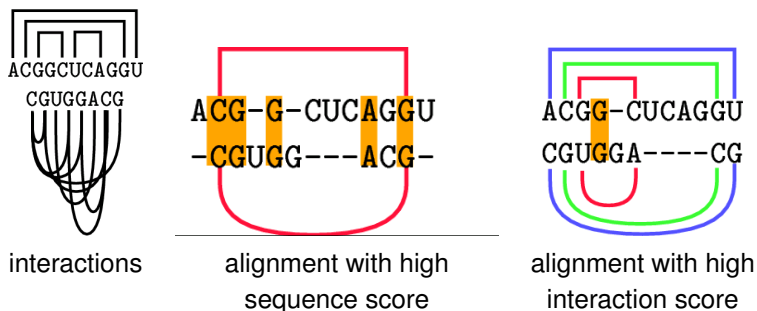 ACGGCUCAGGU
CGUGGACG
interactions
ACG-G-CUCAGGU
-CGUGG---ACG-
alignment with high
sequence score
ACGG-CUCAGGU
CGUGGA----CG
alignment with high
interaction score